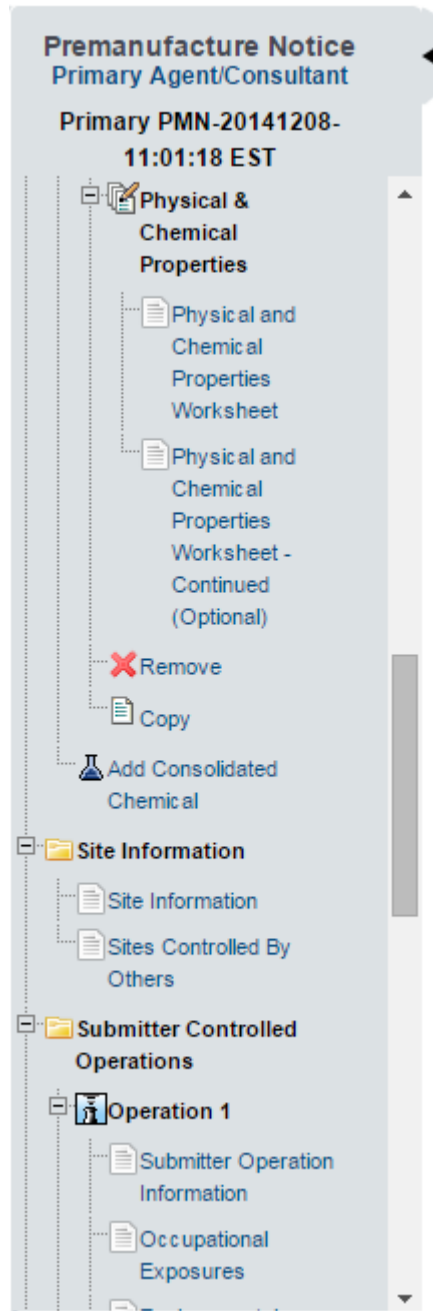 Premanufacture Notice
Primary Agent/Consultant
Primary PMN-20141208-
11:01:18 EST
Physical &
Chemical
Properties
Physical and
Chemical
Properties
Worksheet
Physical and
Chemical
Properties
Worksheet -
Continued
(Optional)
Remove
Copy
Add Consolidated
Chemical
Site Information
Site Information
Sites Controlled By
Others
Submitter Controlled
Operations
Operation 1
Submitter Operation
Information
Occupational
Exposures